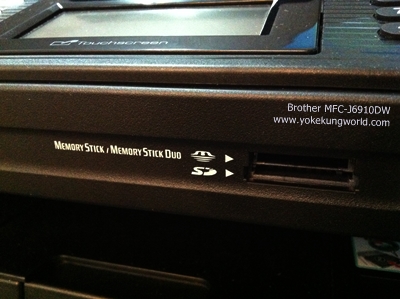 Touchscreen
Brother MFC-J6910DW
www.yokekungworld.com
MEMORY STICK / MEMORY STICK DUO
SD